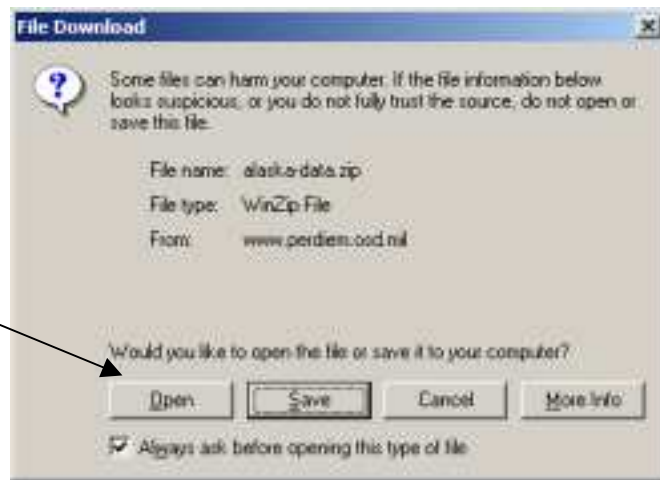 File Download
Some files can harm your computer. If the file information below
looks suspicious, or you do not fully trust the source, do not open or
save this file.
File name: alaska-data.zip
File type: WinZip File
From: www.perdiem.osd.mil
Would you like to open the file or save it to your computer?
Open Save Cancel More Info
Always ask before opening this type of file